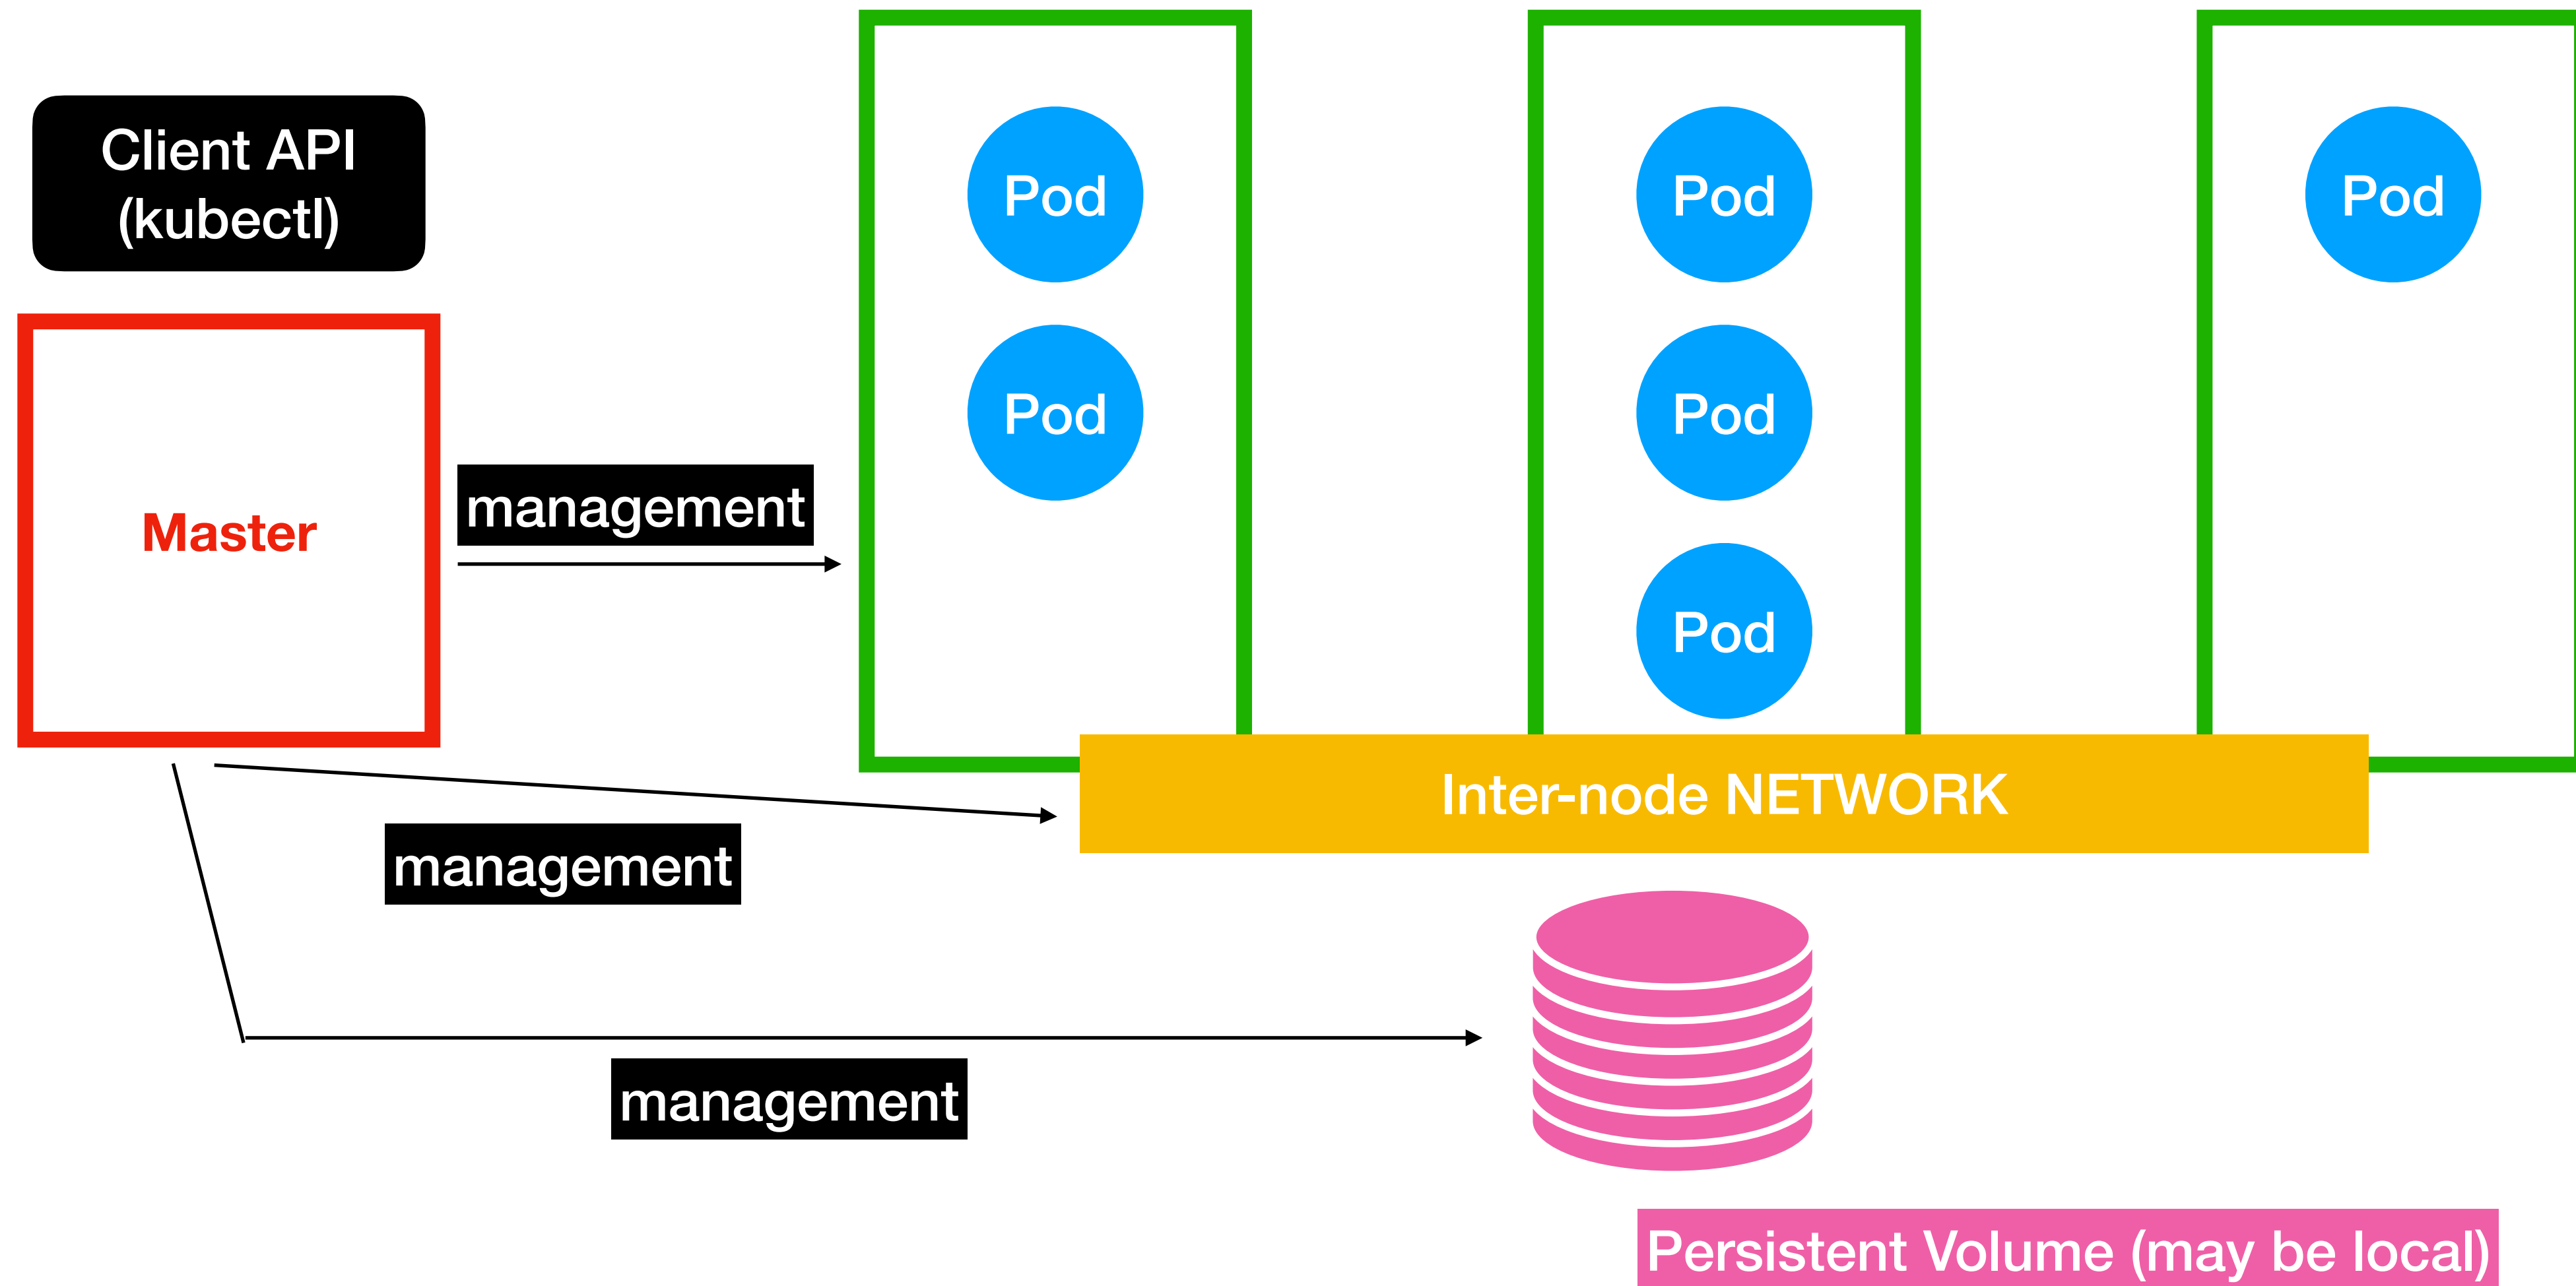 Client API
(kubectl)
Master
management
management
management
Pod
Pod
Pod
Pod
Pod
Pod
Inter-node NETWORK
Persistent Volume (may be local)